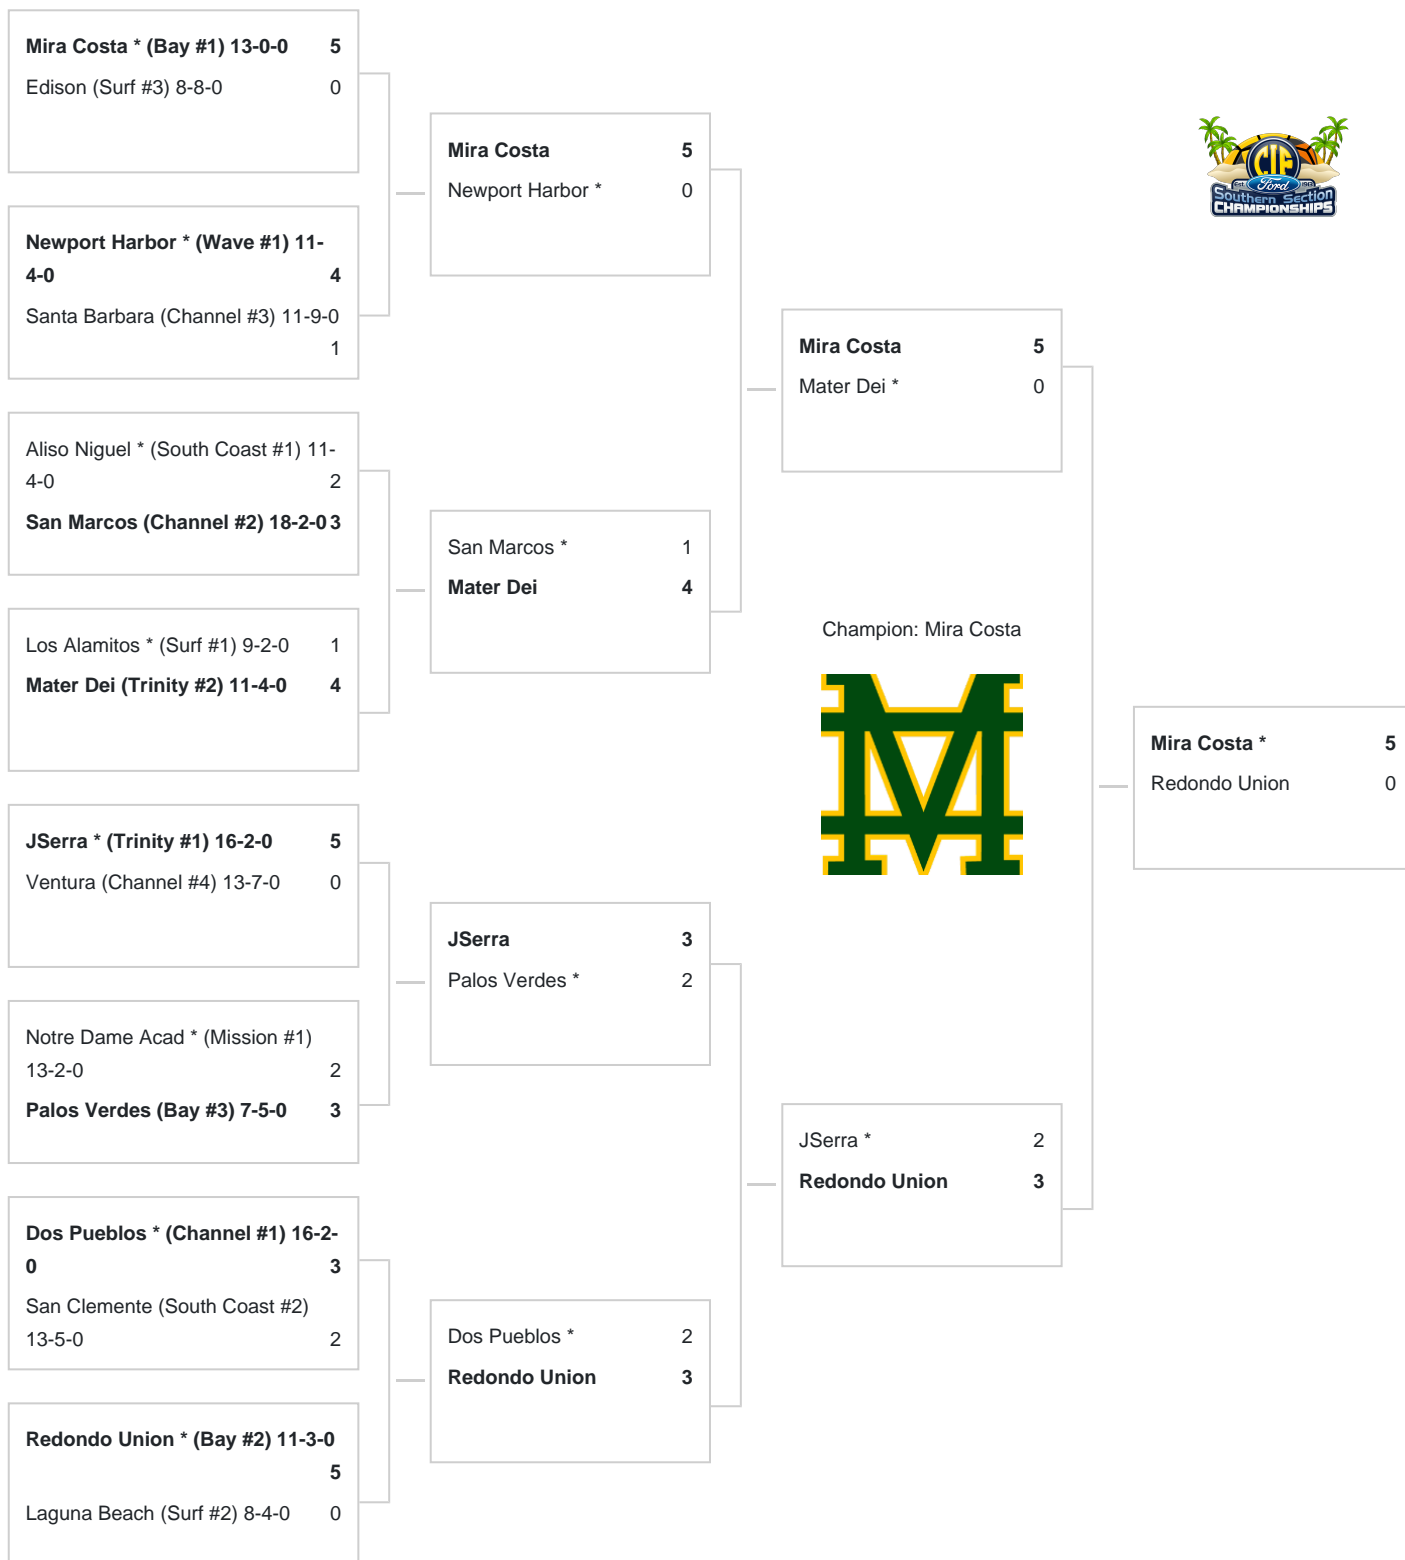 Mira Costa * (Bay #1) 13-0-0 5
Edison (Surf #3) 8-8-0 0
Newport Harbor * (Wave #1) 11-
4-0 4
Santa Barbara (Channel #3) 11-9-0
1
Aliso Niguel * (South Coast #1) 11-
4-0 2
San Marcos (Channel #2) 18-2-0 3
Los Alamitos * (Surf #1) 9-2-0 1
Mater Dei (Trinity #2) 11-4-0 4
JSerra * (Trinity #1) 16-2-0 5
Ventura (Channel #4) 13-7-0 0
Notre Dame Acad * (Mission #1)
13-2-0 2
Palos Verdes (Bay #3) 7-5-0 3
Dos Pueblos * (Channel #1) 16-2-
0 3
San Clemente (South Coast #2)
13-5-0 2
Redondo Union * (Bay #2) 11-3-0
5
Laguna Beach (Surf #2) 8-4-0 0
Mira Costa 5
Newport Harbor * 0
San Marcos * 1
Mater Dei 4
JSerra 3
Palos Verdes * 2
Dos Pueblos * 2
Redondo Union 3
Mira Costa 5
Mater Dei * 0
JSerra * 2
Redondo Union 3
Champion: Mira Costa
M
CIF
Ford
Southern Section
CHAMPIONSHIPS
Mira Costa * 5
Redondo Union 0